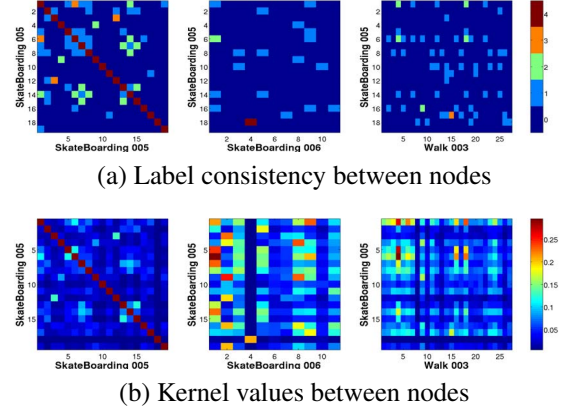 SkateBoarding 005
2
4
6
8
10
12
14
16
18
5 10 15
SkateBoarding 005
SkateBoarding 005
2
4
6
8
10
12
14
16
18
2 4 6 8 10
SkateBoarding 006
SkateBoarding 005
2
4
6
8
10
12
14
16
18
5 10 15 20 25
Walk 003
4
3
2
1
0
(a) Label consistency between nodes
SkateBoarding 005
5
10
15
5 10 15
SkateBoarding 005
SkateBoarding 005
5
10
15
2 4 6 8 10
SkateBoarding 006
SkateBoarding 005
5
10
15
5 10 15 20 25
Walk 003
0.25
0.2
0.15
0.1
0.05
(b) Kernel values between nodes